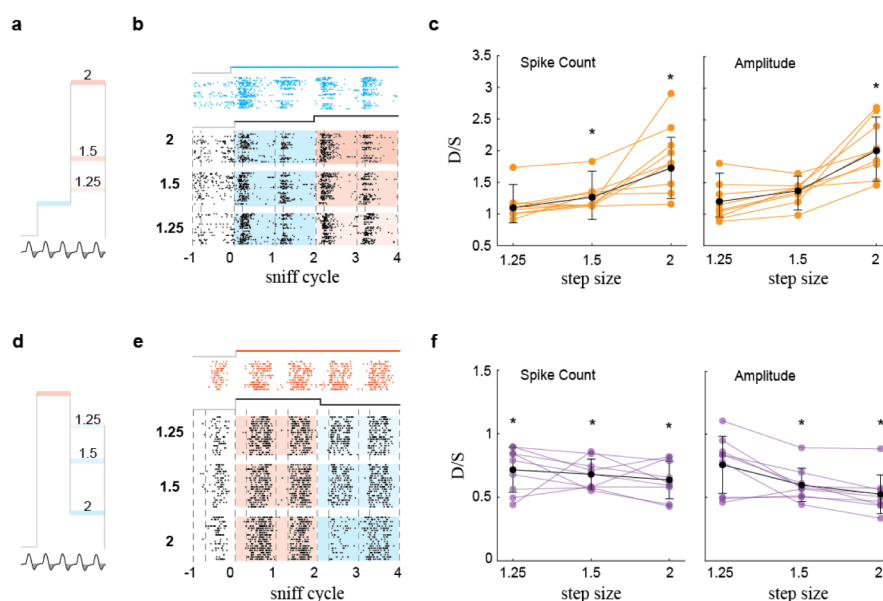 a
2
1.5
1.25
b
2
1.5
1.25
-1 0 1 2 3 4
sniff cycle
c
Spike Count
Amplitude
*
*
*
D/S
3.5
3
2.5
2
1.5
1
0.5
1.25 1.5 2
step size
1.25 1.5 2
step size
d
1.25
1.5
2
e
1.25
1.5
2
-1 0 1 2 3 4
sniff cycle
f
Spike Count
Amplitude
* * *
* *
D/S
1.5
1
0.5
0
1.25 1.5 2
step size
1.25 1.5 2
step size